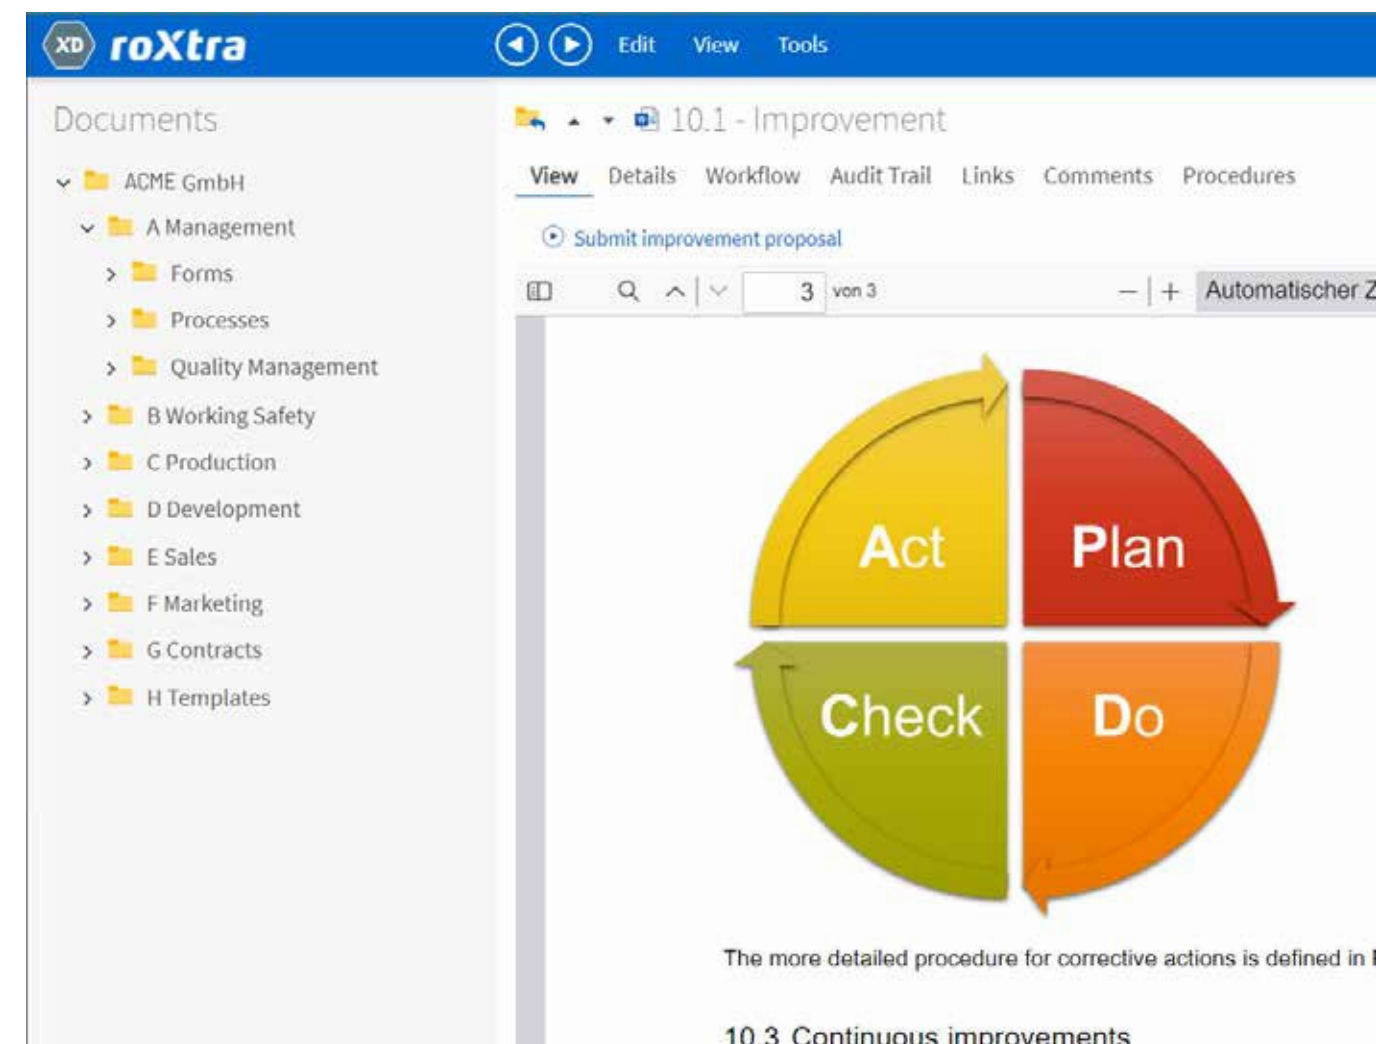 XD roXtra
Edit View Tools
Documents
ACME GmbH
A Management
Forms
Processes
Quality Management
B Working Safety
C Production
D Development
E Sales
F Marketing
G Contracts
H Templates
10.1 - Improvement
View Details Workflow Audit Trail Links Comments Procedures
Submit improvement proposal
3 von 3
Automatischer Z
Act Plan
Check Do
The more detailed procedure for corrective actions is defined in
10.3 Continuous improvements